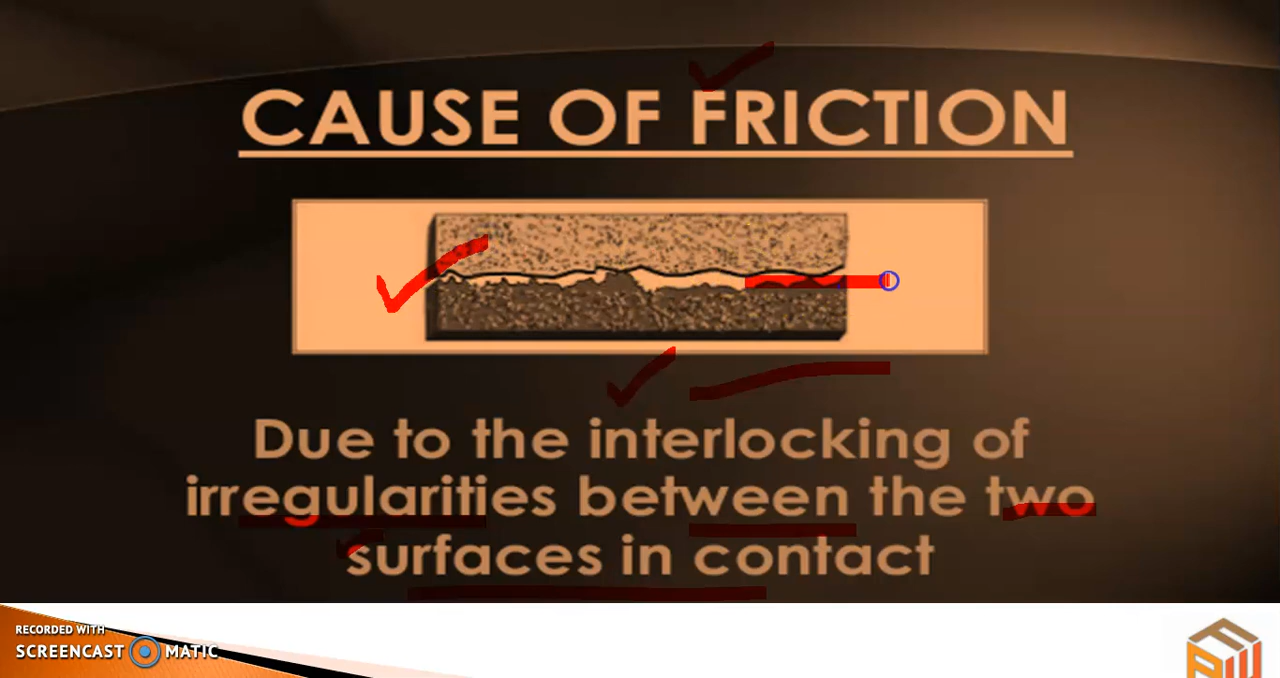 CAUSE OF FRICTION
Due to the interlocking of
irregularities between the two
surfaces in contact
RECORDED WITH
SCREENCAST MATIC